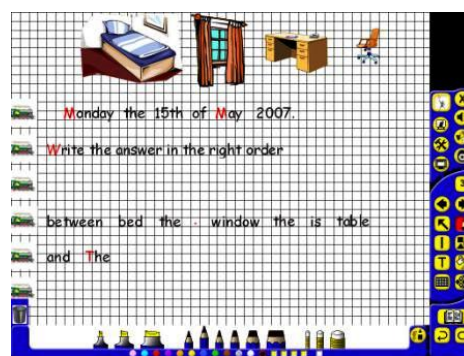 Monday the 15th of May 2007.
Write the answer in the right order
between bed the . window the is table
and The